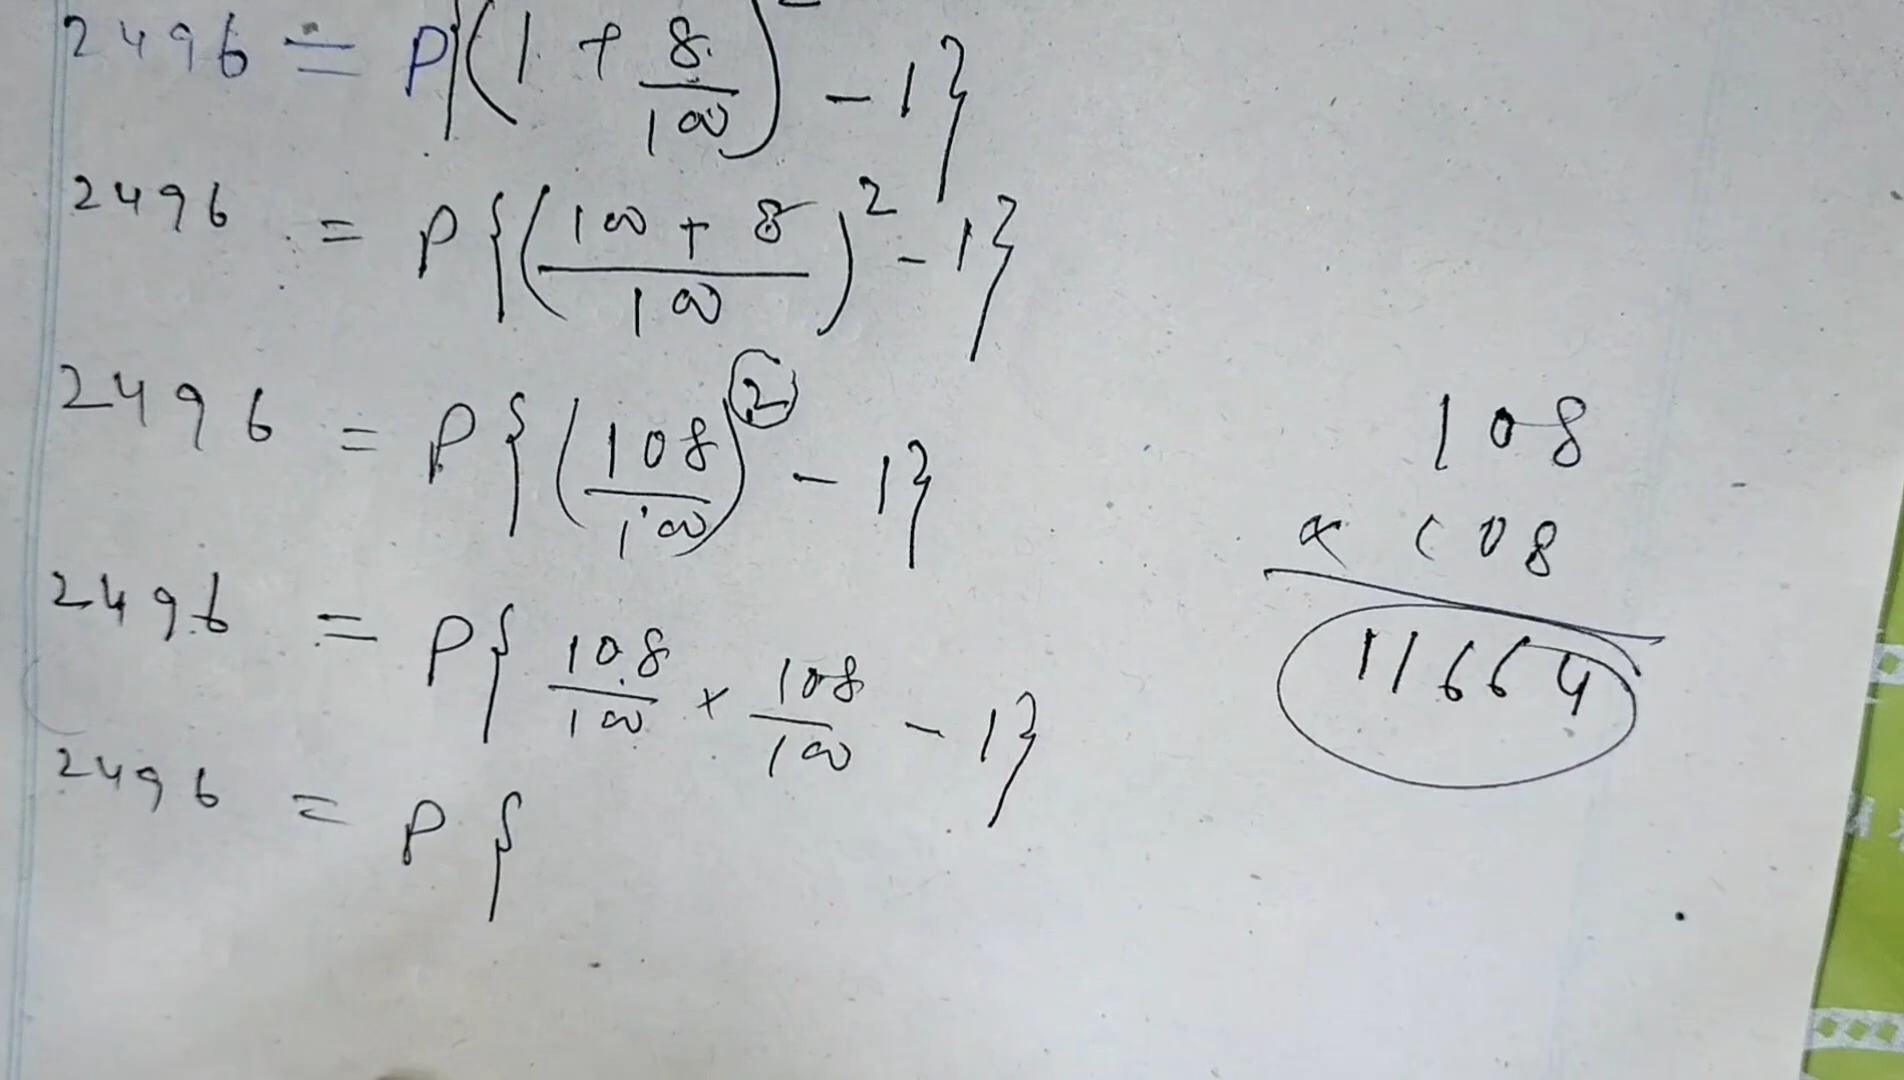 2496 = P{(1 + 8/100)² - 1}
2496 = P{(100 + 8/100)² - 1}
2496 = P{(108/100)² - 1}
2496 = P{108/100 × 108/100 - 1}
2496 = P{
108
× 108
11664